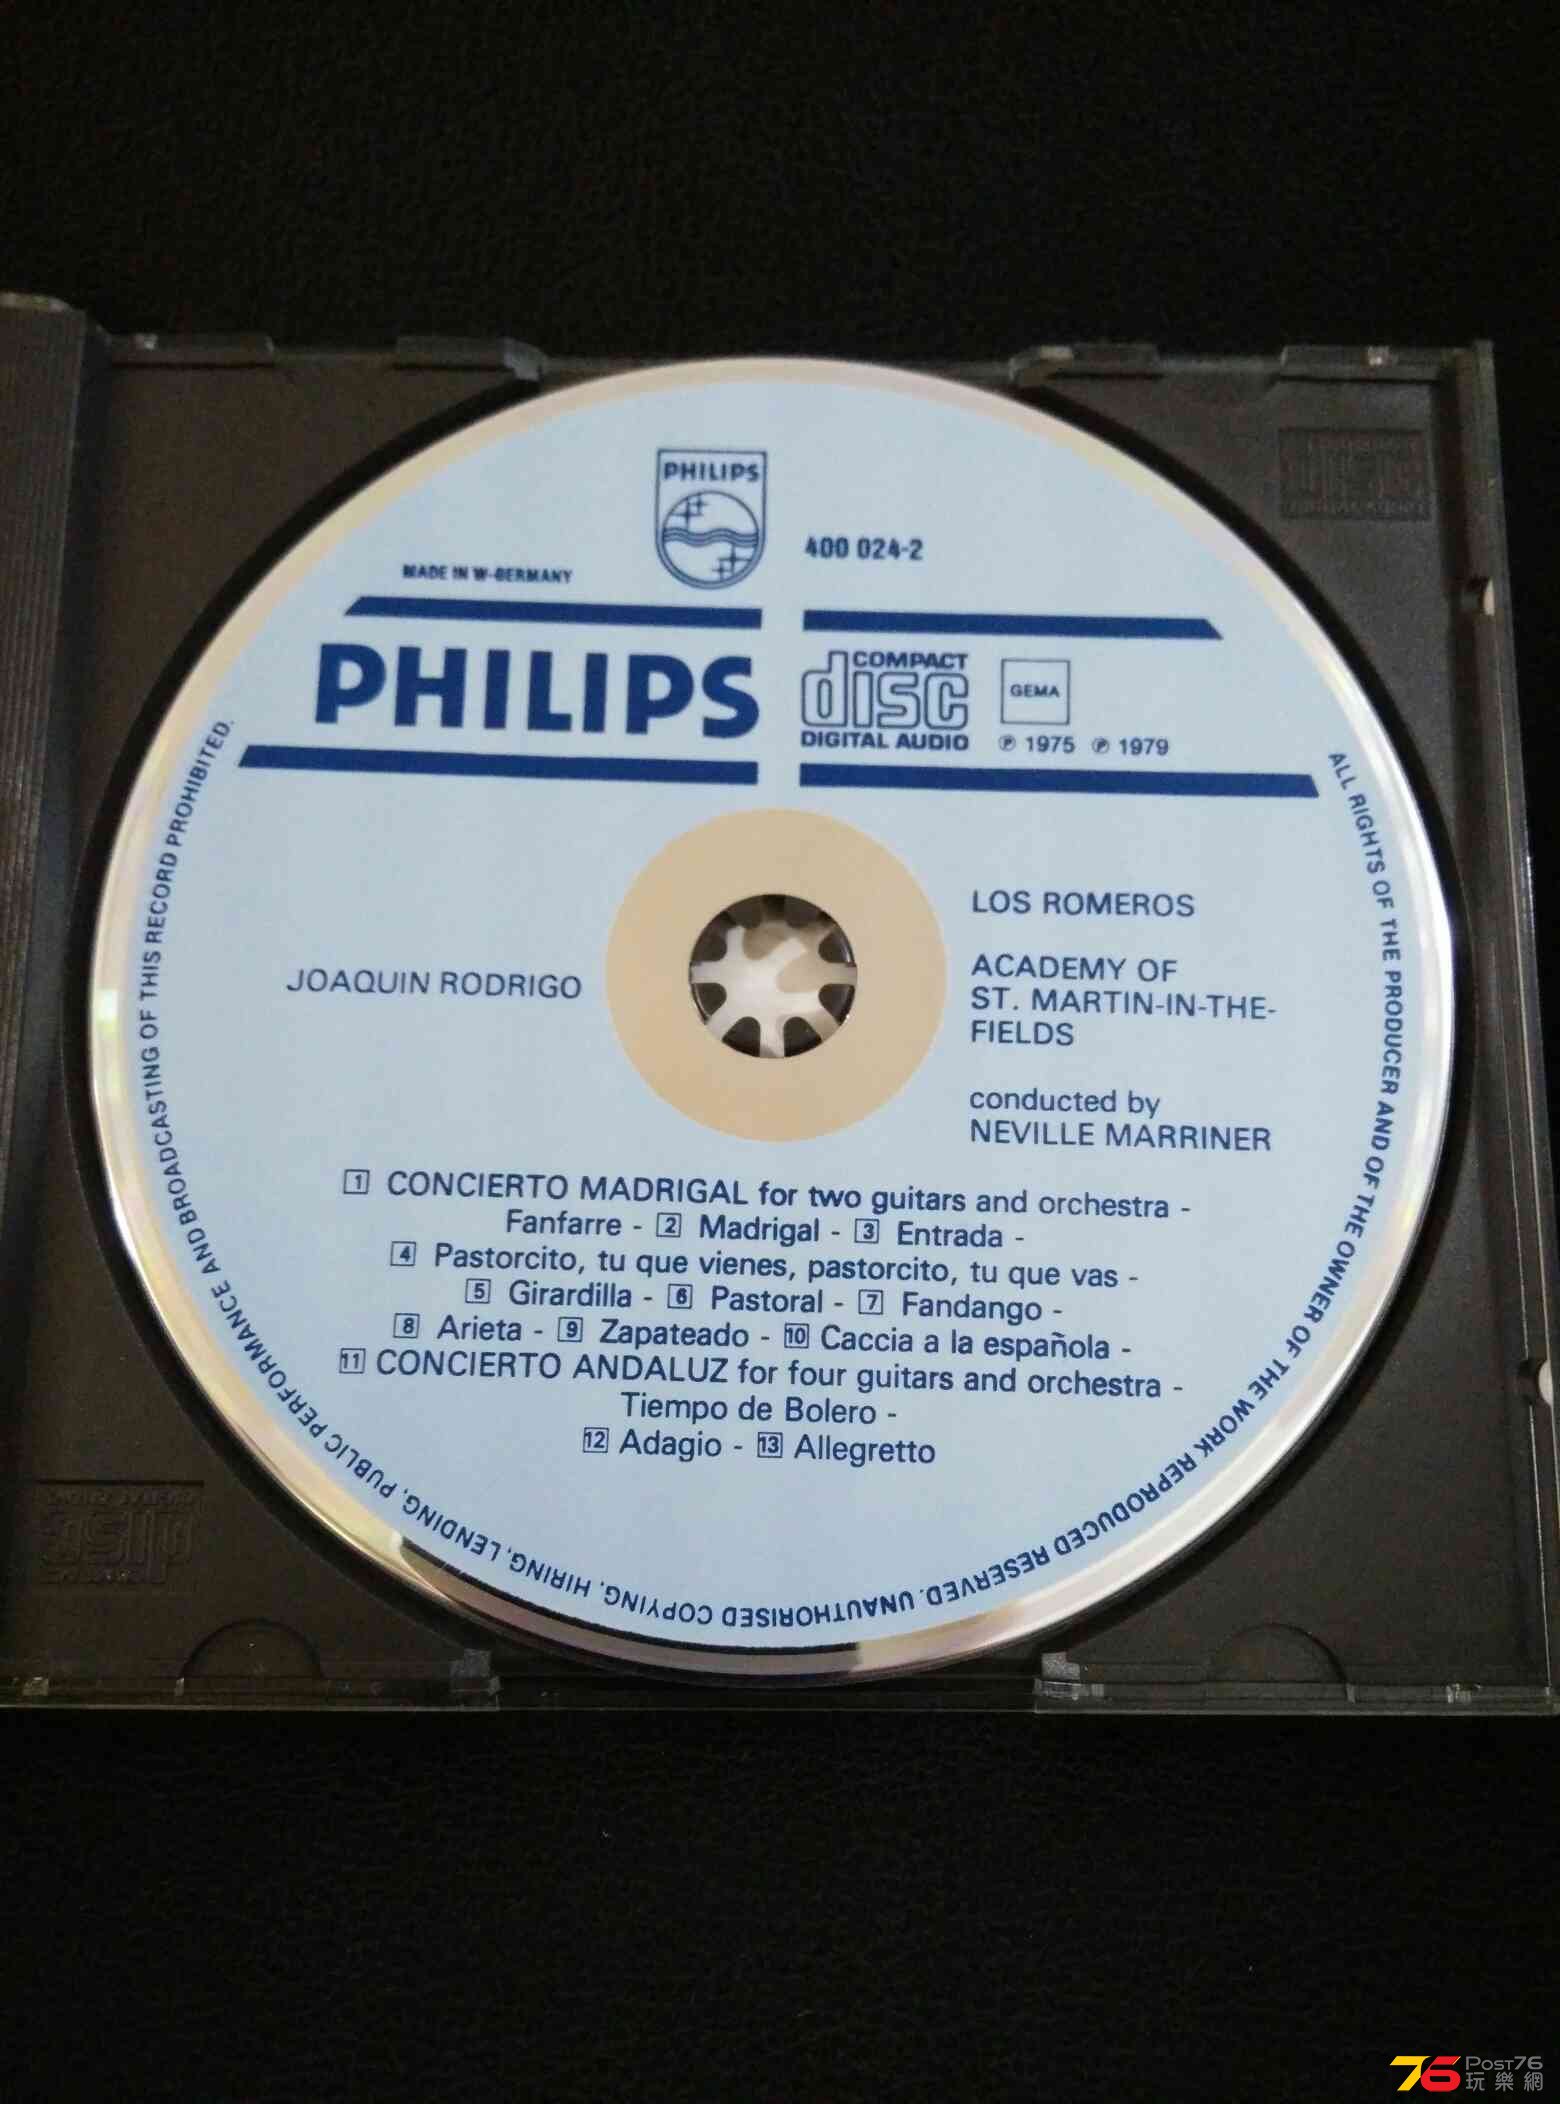 PHILIPS
400 024-2
MADE IN W-GERMANY
PHILIPS
COMPACT
disc
DIGITAL AUDIO
GEMA
℗ 1975 ℗ 1979
JOAQUIN RODRIGO
LOS ROMEROS
ACADEMY OF
ST. MARTIN-IN-THE-
FIELDS
conducted by
NEVILLE MARRINER
1 CONCIERTO MADRIGAL for two guitars and orchestra -
Fanfarre - 2 Madrigal - 3 Entrada -
4 Pastorcito, tu que vienes, pastorcito, tu que vas -
5 Girardilla - 6 Pastoral - 7 Fandango -
8 Arieta - 9 Zapateado - 10 Caccia a la española -
11 CONCIERTO ANDALUZ for four guitars and orchestra -
Tiempo de Bolero -
12 Adagio - 13 Allegretto
ALL RIGHTS OF THE PRODUCER AND OF THE OWNER OF THE WORK REPRODUCED RESERVED. UNAUTHORISED COPYING, HIRING, LENDING, PUBLIC PERFORMANCE AND BROADCASTING OF THIS RECORD PROHIBITED.
disc
76 POST76
玩樂網